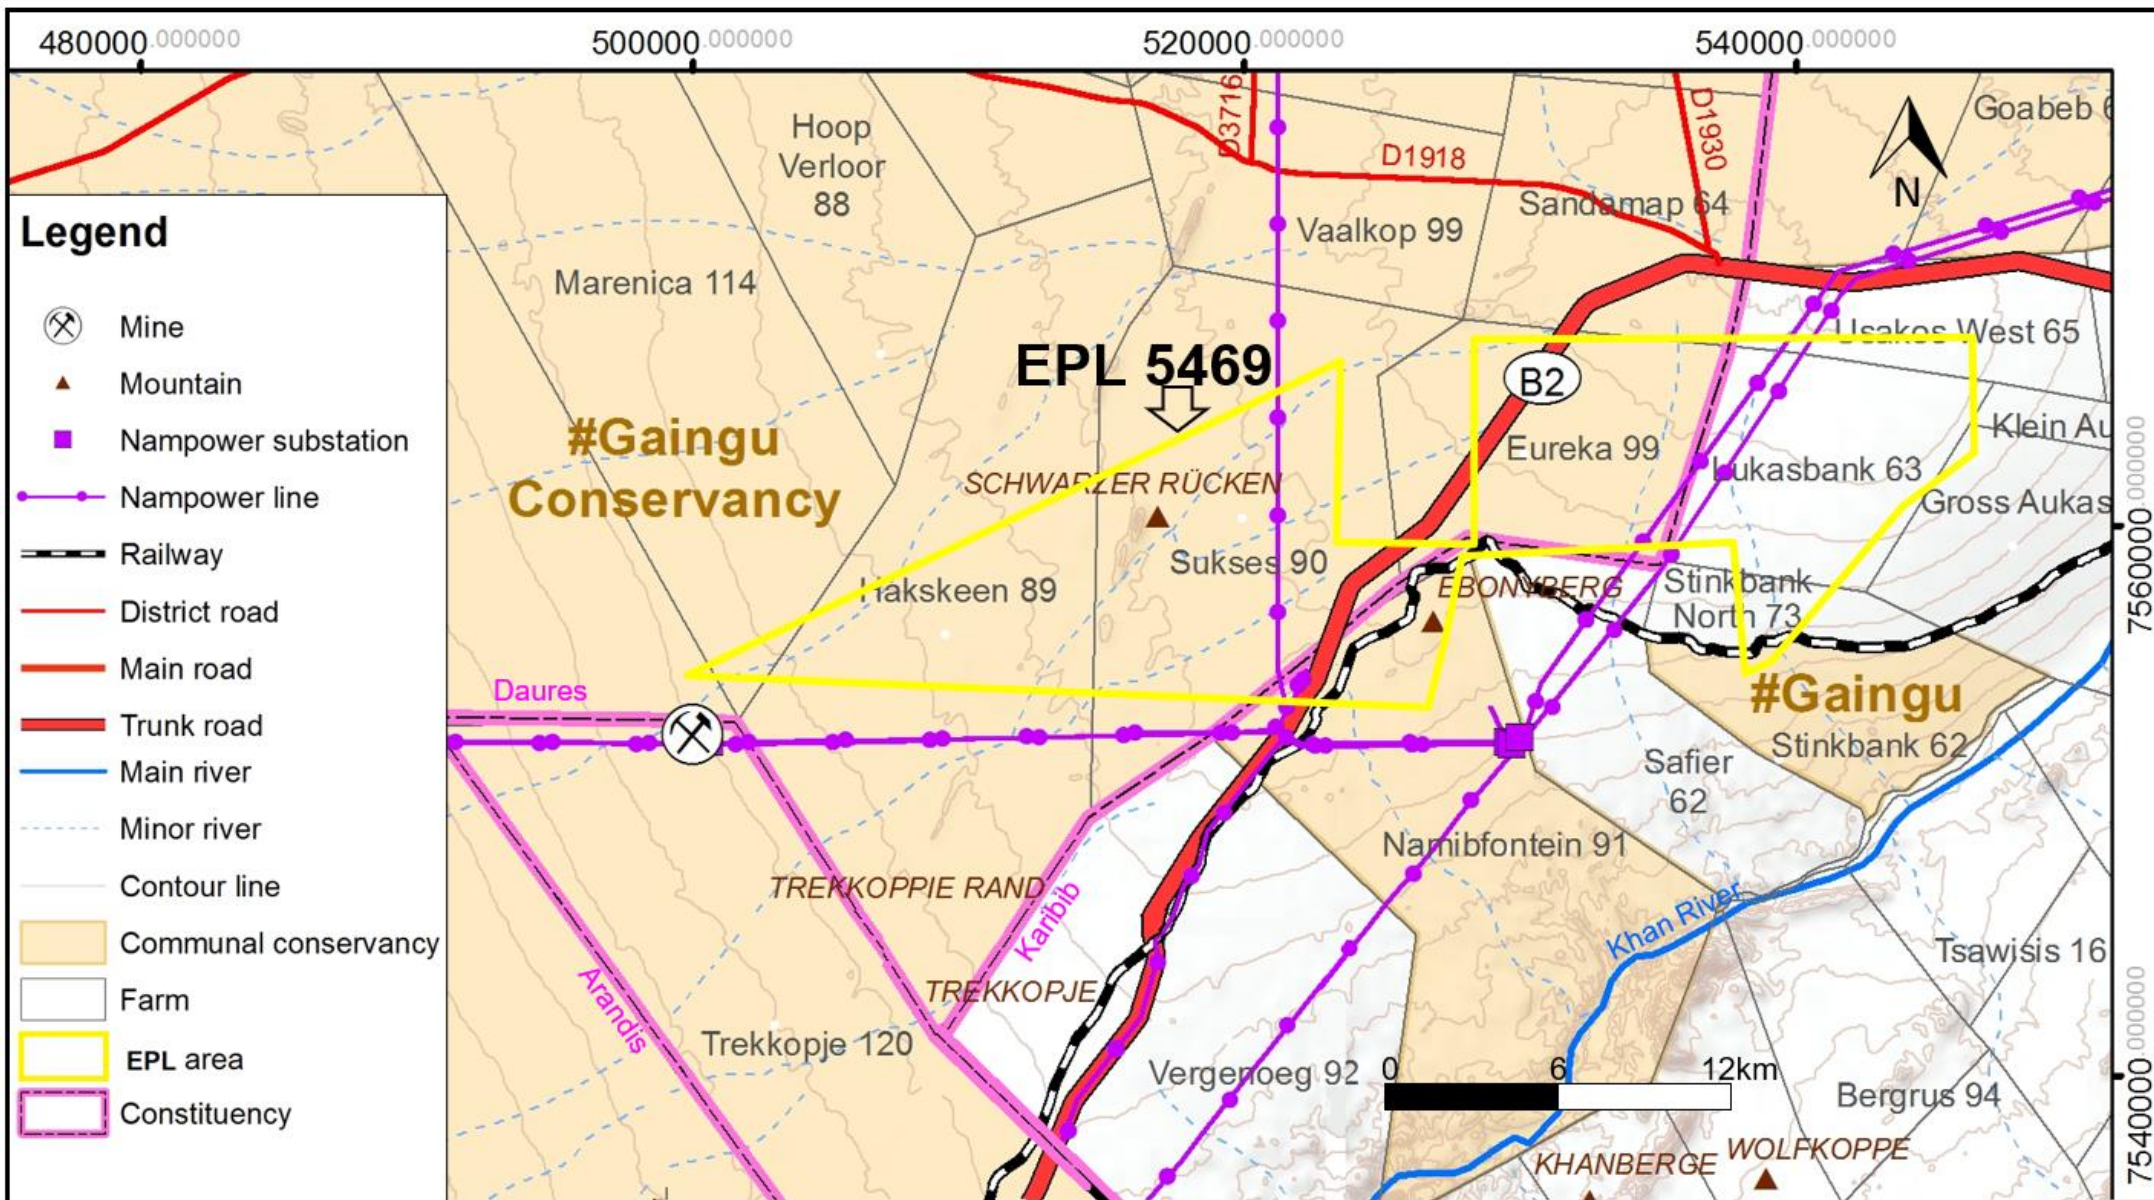 480000.000000
500000.000000
520000.000000
540000.000000
Legend
Mine
Mountain
Nampower substation
Nampower line
Railway
District road
Main road
Trunk road
Main river
Minor river
Contour line
Communal conservancy
Farm
EPL area
Constituency
Hoop
Verloor
88
Marenica 114
#Gaingu
Conservancy
D3716
D1918
D1930
Goabeb 6
N
Vaalkop 99
Sandamap 64
EPL 5469
B2
Usakos West 65
Klein Au
Eureka 99
Lukasbank 63
Gross Aukas
SCHWARZER RÜCKEN
Sukses 90
Hakskeen 89
EBONYBERG
Stinkbank
North 73
#Gaingu
Stinkbank 62
Safier
62
Daures
Namibfontein 91
TREKKOPPIE RAND
Karibib
Khan River
Tsawisis 16
TREKKOPJE
Arandis
Trekkopje 120
Vergenoeg 92
0 6 12km
Bergrus 94
KHANBERGE
WOLFKOPPE
7560000.000000
7540000.000000